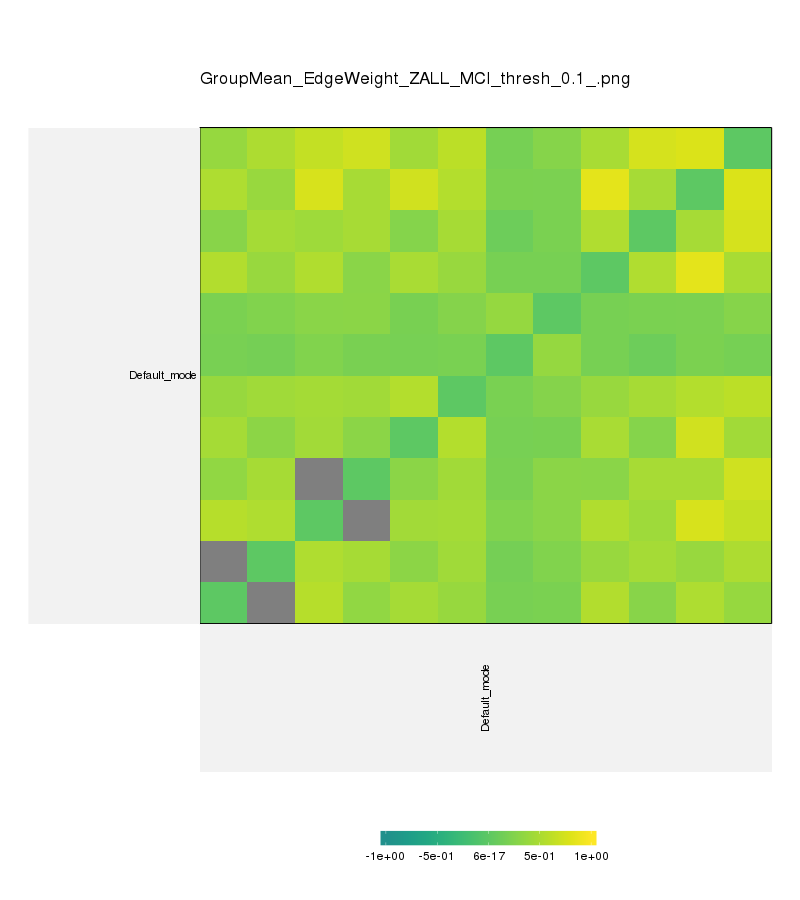 GroupMean_EdgeWeight_ZALL_MCI_thresh_0.1_.png
Default_mode
Default_mode
-1e+00 -5e-01 6e-17 5e-01 1e+00